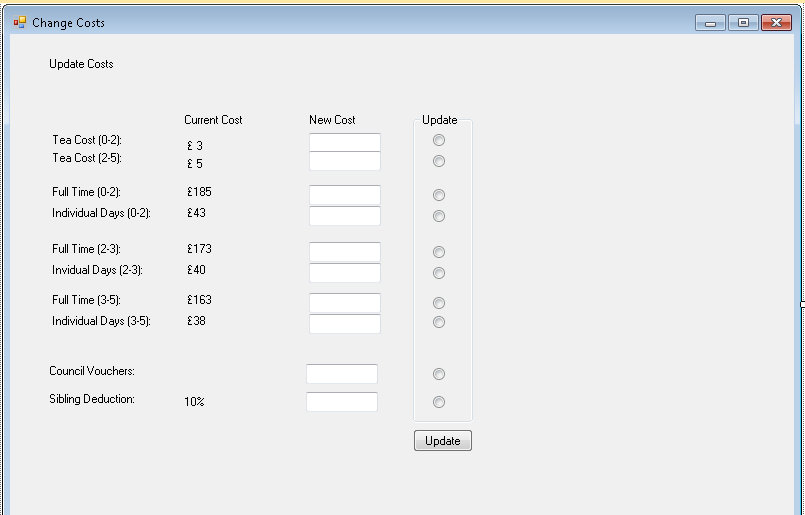 Change Costs
Update Costs
Current Cost New Cost Update
Tea Cost (0-2): £ 3
Tea Cost (2-5): £ 5
Full Time (0-2): £185
Individual Days (0-2): £43
Full Time (2-3): £173
Invidual Days (2-3): £40
Full Time (3-5): £163
Individual Days (3-5): £38
Council Vouchers:
Sibling Deduction: 10%
Update